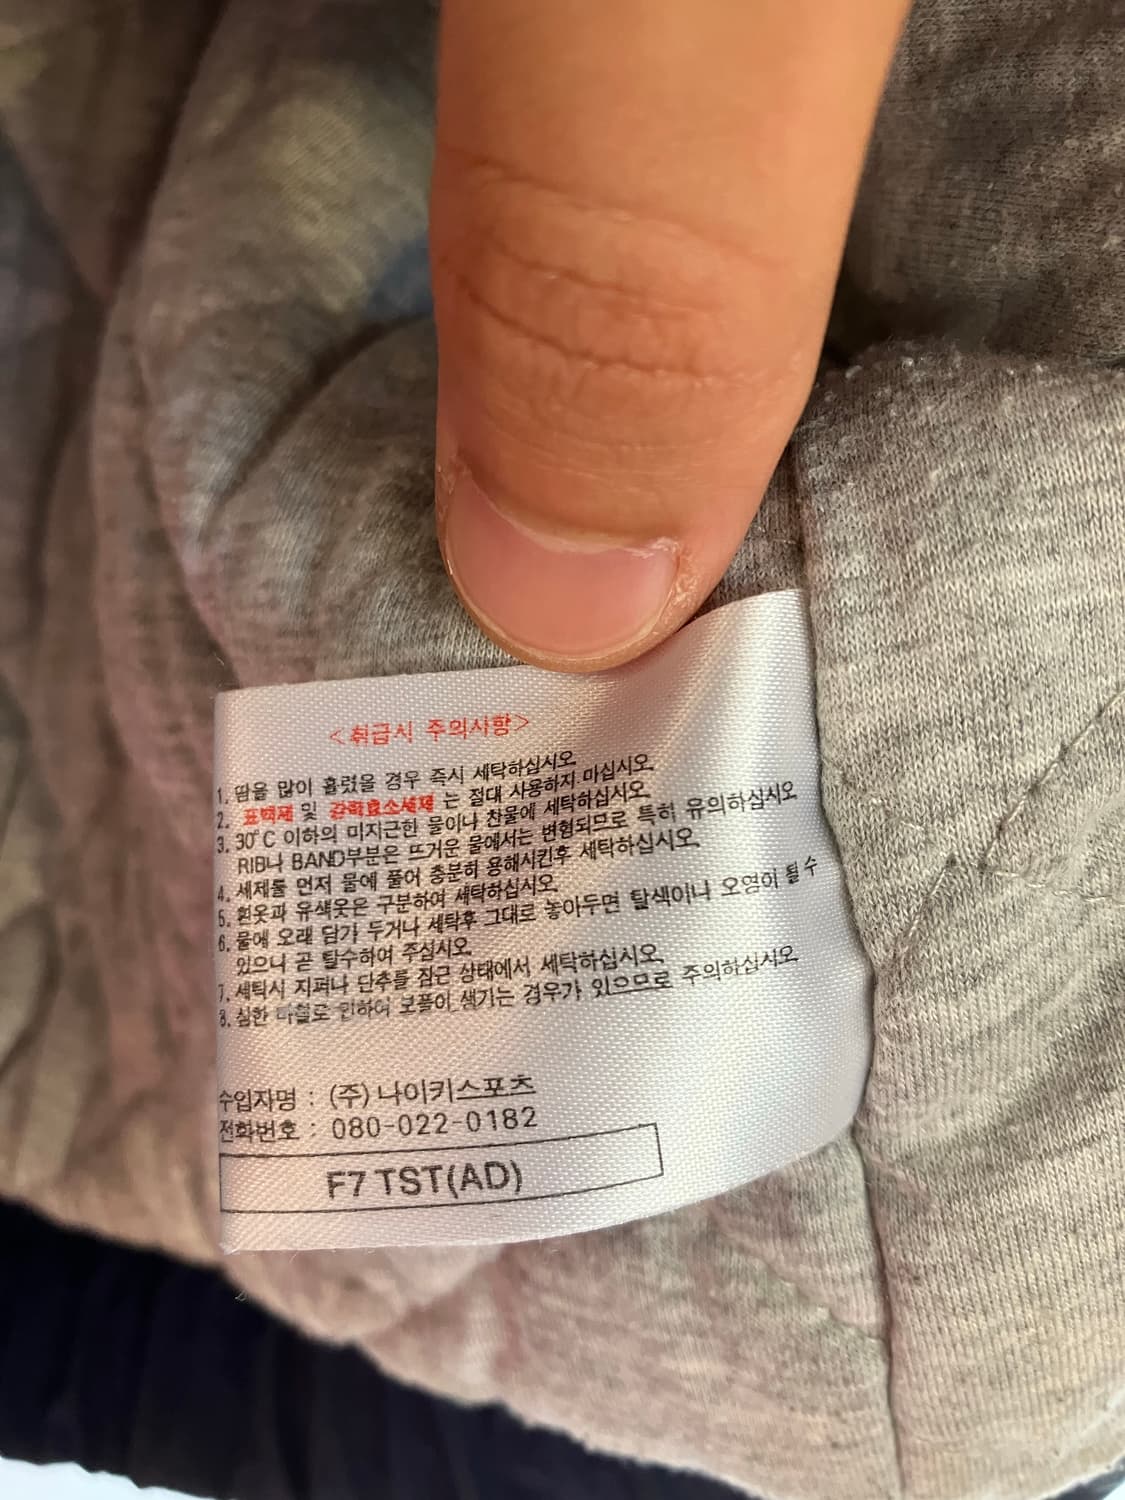 <취급시 주의사항>
1. 땀을 많이 흘렸을 경우 즉시 세탁하십시오.
2. 표백제 및 강력효소세제 는 절대 사용하지.마십시오.
3. 30°C 이하의 미지근한 물이나 찬물에 세탁하십시오.
RIB나 BAND부분은 뜨거운 물에서는 변형되므로 특히 유의하십시오
4. 세제를 먼저 물에 풀어 충분히 용해시킨후 세탁하십시오.
5. 흰옷과 유색옷은 구분하여 세탁하십시오.
6. 물에 오래 담가 두거나 세탁후 그대로 놓아두면 탈색이나 오염이 될 수
있으니 곧 탈수하여 주십시오.
7. 세탁시 지퍼나 단추를 잠근 상태에서 세탁하십시오.
8. 심한 마찰로 인하여 보풀이 생기는 경우가 있으므로 주의하십시오.
수입자명 : (주)나이키스포츠
전화번호 : 080-022-0182
F7 TST(AD)